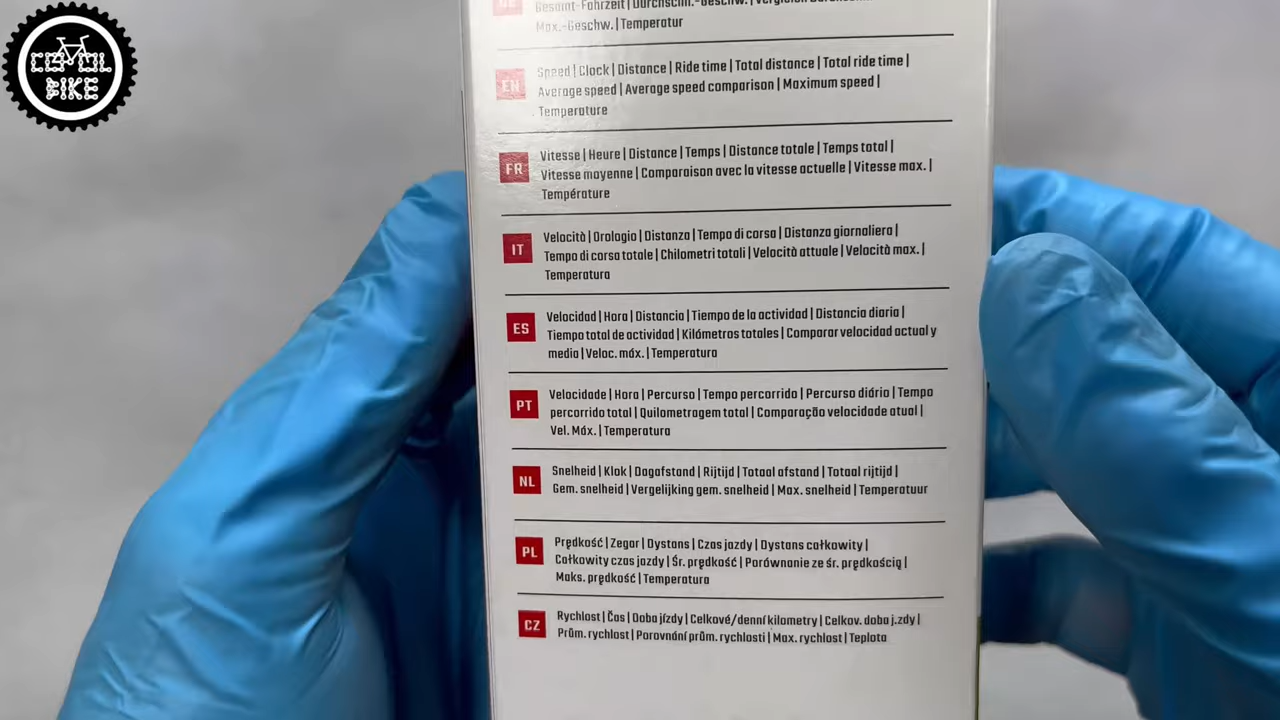 CENTOL
BIKE
DE
Gesamt-Fahrzeit | Durchschn.-Geschw. | Vergleich
Max.-Geschw. | Temperatur
EN
Speed | Clock | Distance | Ride time | Total distance | Total ride time |
Average speed | Average speed comparison | Maximum speed |
Temperature
FR
Vitesse | Heure | Distance | Temps | Distance totale | Temps total |
Vitesse moyenne | Comparaison avec la vitesse actuelle | Vitesse max. |
Température
IT
Velocità | Orologio | Distanza | Tempo di corsa | Distanza giornaliera |
Tempo di corsa totale | Chilometri totali | Velocità attuale | Velocità max. |
Temperatura
ES
Velocidad | Hora | Distancia | Tiempo de la actividad | Distancia diaria |
Tiempo total de actividad | Kilómetros totales | Comparar velocidad actual y
media | Veloc. máx. | Temperatura
PT
Velocidade | Hora | Percurso | Tempo percorrido | Percurso diário | Tempo
percorrido total | Quilometragem total | Comparação velocidade atual |
Vel. Máx. | Temperatura
NL
Snelheid | Klok | Dagafstand | Rijtijd | Totaal afstand | Totaal rijtijd |
Gem. snelheid | Vergelijking gem. snelheid | Max. snelheid | Temperatuur
PL
Prędkość | Zegar | Dystans | Czas jazdy | Dystans całkowity |
Całkowity czas jazdy | Śr. prędkość | Porównanie ze śr. prędkością |
Maks. prędkość | Temperatura
CZ
Rychlost | Čas | Doba jízdy | Celkové/denní kilometry | Celkov. doba j.zdy |
Prům. rychlost | Porovnání prům. rychlosti | Max. rychlost | Teplota